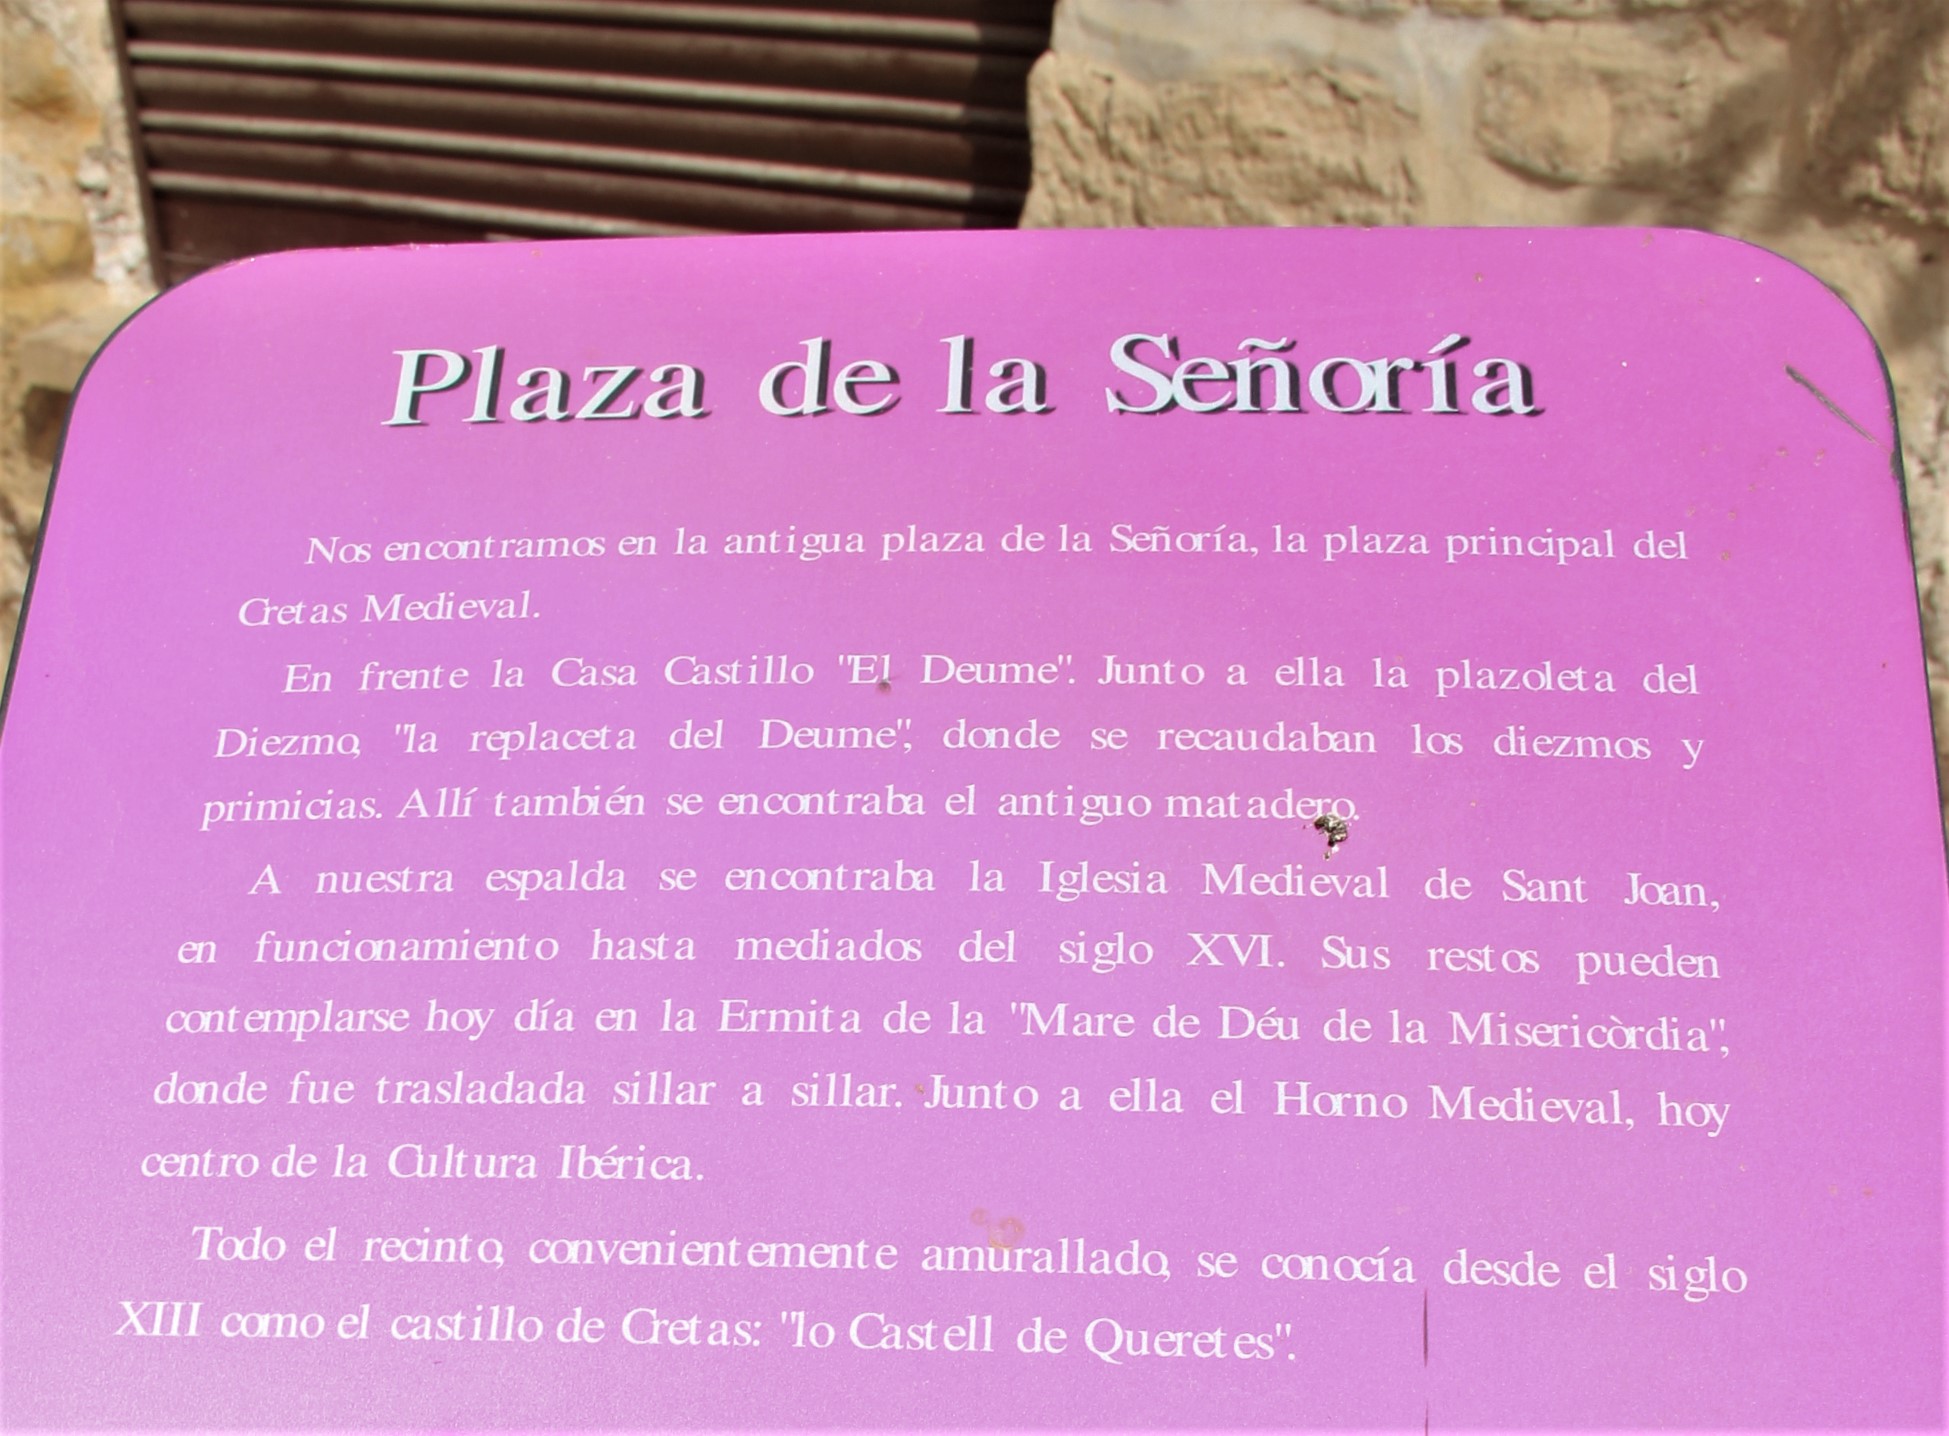 Plaza de la Señoría
Nos encontramos en la antigua plaza de la Señoría, la plaza principal del
Cretas Medieval.
En frente la Casa Castillo "El Deume". Junto a ella la plazoleta del
Diezmo, "la replaceta del Deume", donde se recaudaban los diezmos y
primicias. Allí también se encontraba el antiguo matadero.
A nuestra espalda se encontraba la Iglesia Medieval de Sant Joan,
en funcionamiento hasta mediados del siglo XVI. Sus restos pueden
contemplarse hoy día en la Ermita de la "Mare de Déu de la Misericòrdia",
donde fue trasladada sillar a sillar. Junto a ella el Horno Medieval, hoy
centro de la Cultura Ibérica.
Todo el recinto, convenientemente amurallado, se conocía desde el siglo
XIII como el castillo de Cretas: "lo Castell de Queretes".